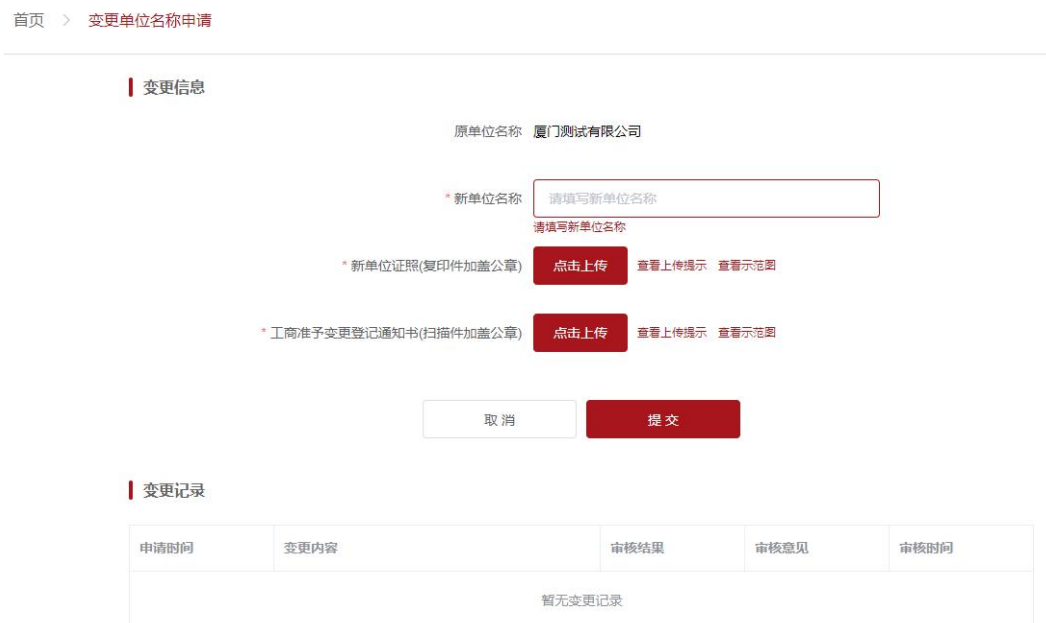 首页 > 变更单位名称申请
变更信息
原单位名称 厦门测试有限公司
* 新单位名称 请填写新单位名称
请填写新单位名称
* 新单位证照(复印件加盖公章) 点击上传 查看上传提示 查看示范图
* 工商准予变更登记通知书(扫描件加盖公章) 点击上传 查看上传提示 查看示范图
取消 提交
变更记录
申请时间 变更内容 审核结果 审核意见 审核时间
暂无变更记录